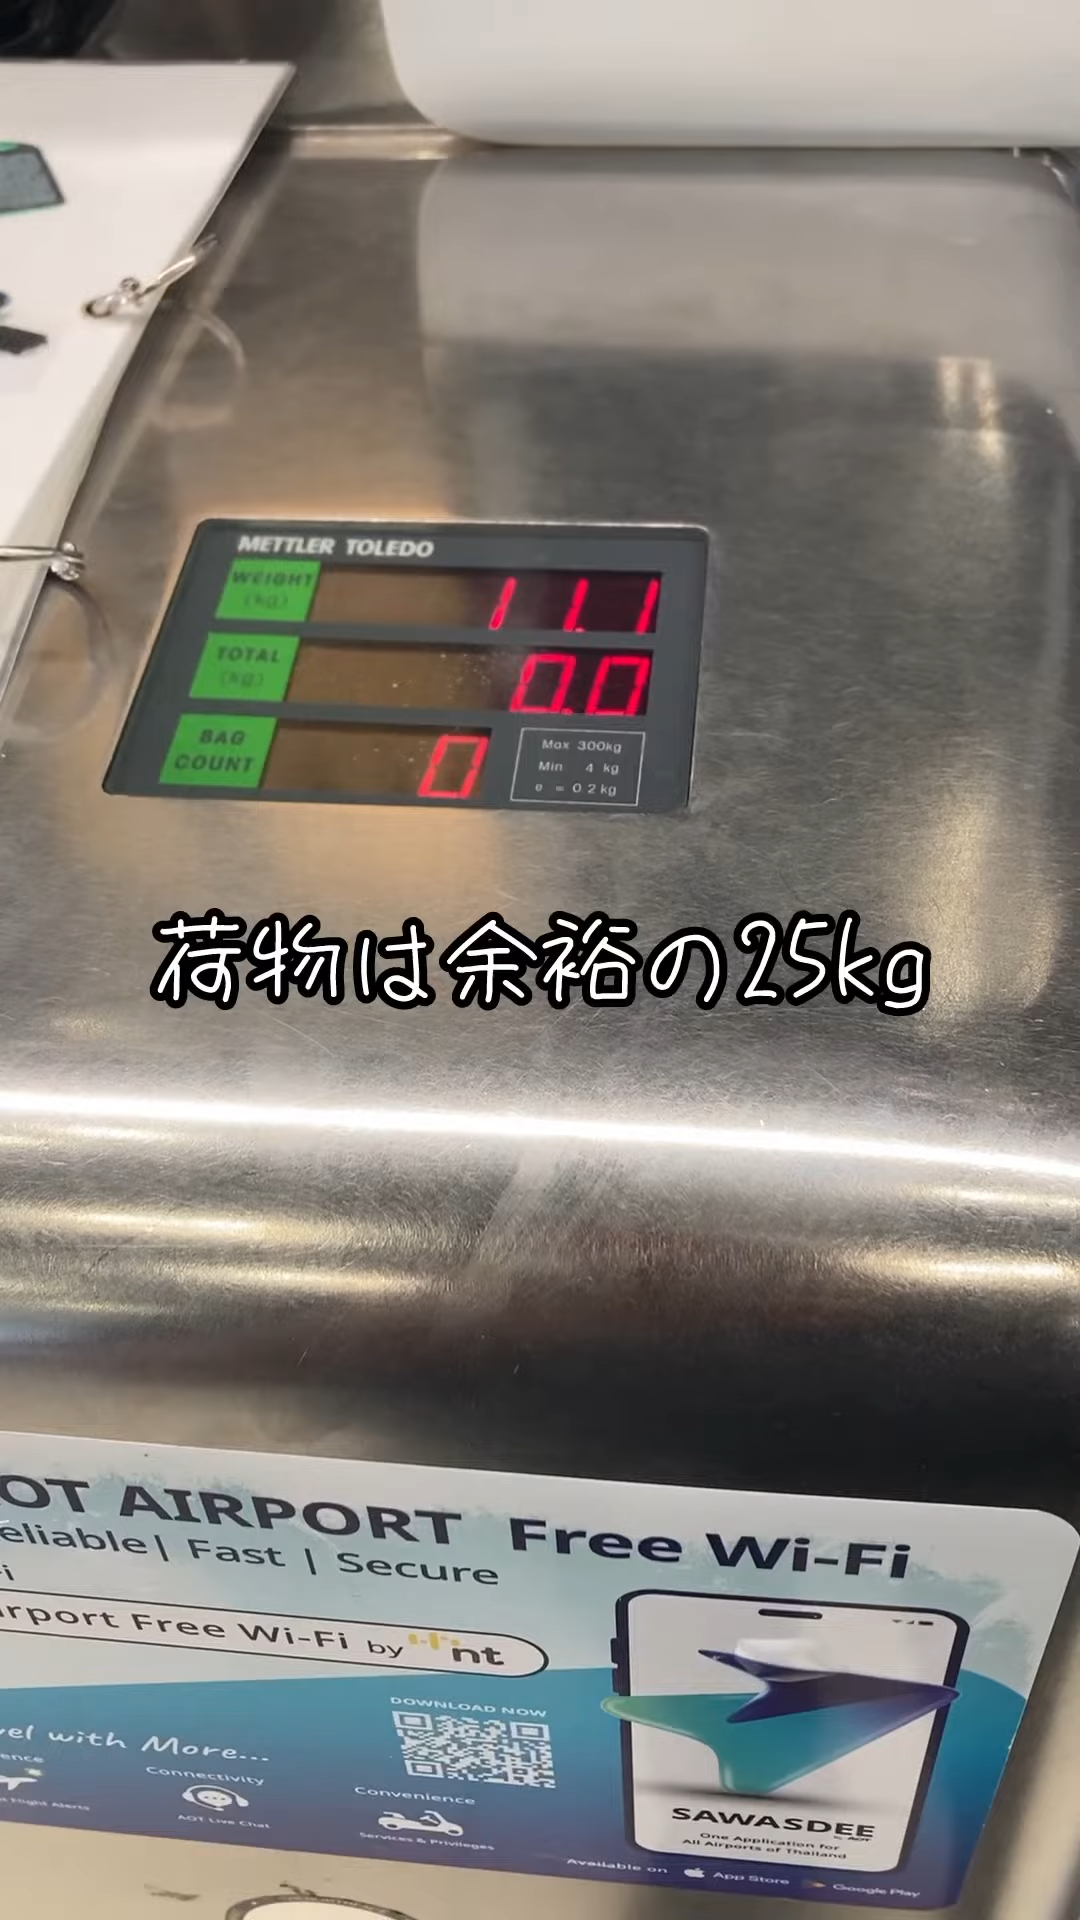 METTLER TOLEDO
WEIGHT
(kg)
11.1
TOTAL
(kg)
0.0
BAG
COUNT
0
Max 300kg
Min 4 kg
e = 0.2 kg
荷物は余裕の25kg
OT AIRPORT Free Wi-Fi
eliable | Fast | Secure
irport Free Wi-Fi by nt
DOWNLOAD NOW
vel with More...
Connectivity
AOT Live Chat
Convenience
Services & Privileges
Flight Alerts
SAWASDEE
by AOT
One Application for
All Airports of Thailand
Available on App Store Google Play